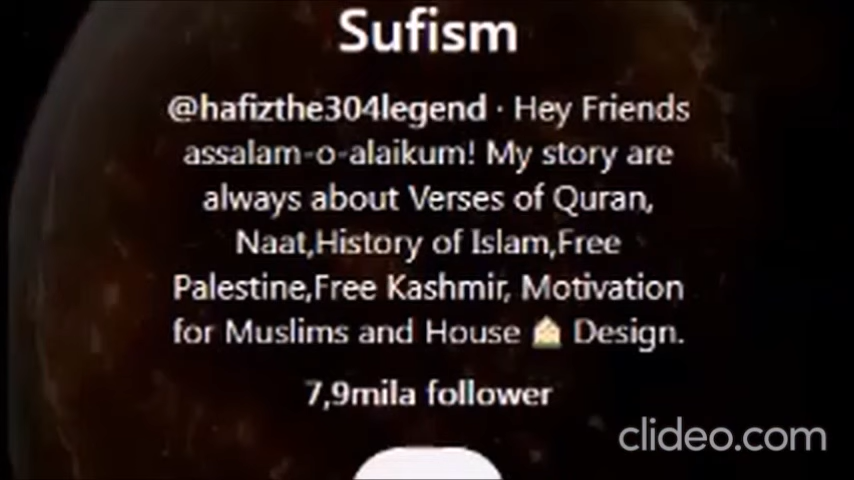 Sufism
@hafizthe304legend · Hey Friends
assalam-o-alaikum! My story are
always about Verses of Quran,
Naat,History of Islam,Free
Palestine,Free Kashmir, Motivation
for Muslims and House 🏠 Design.
7,9mila follower
clideo.com